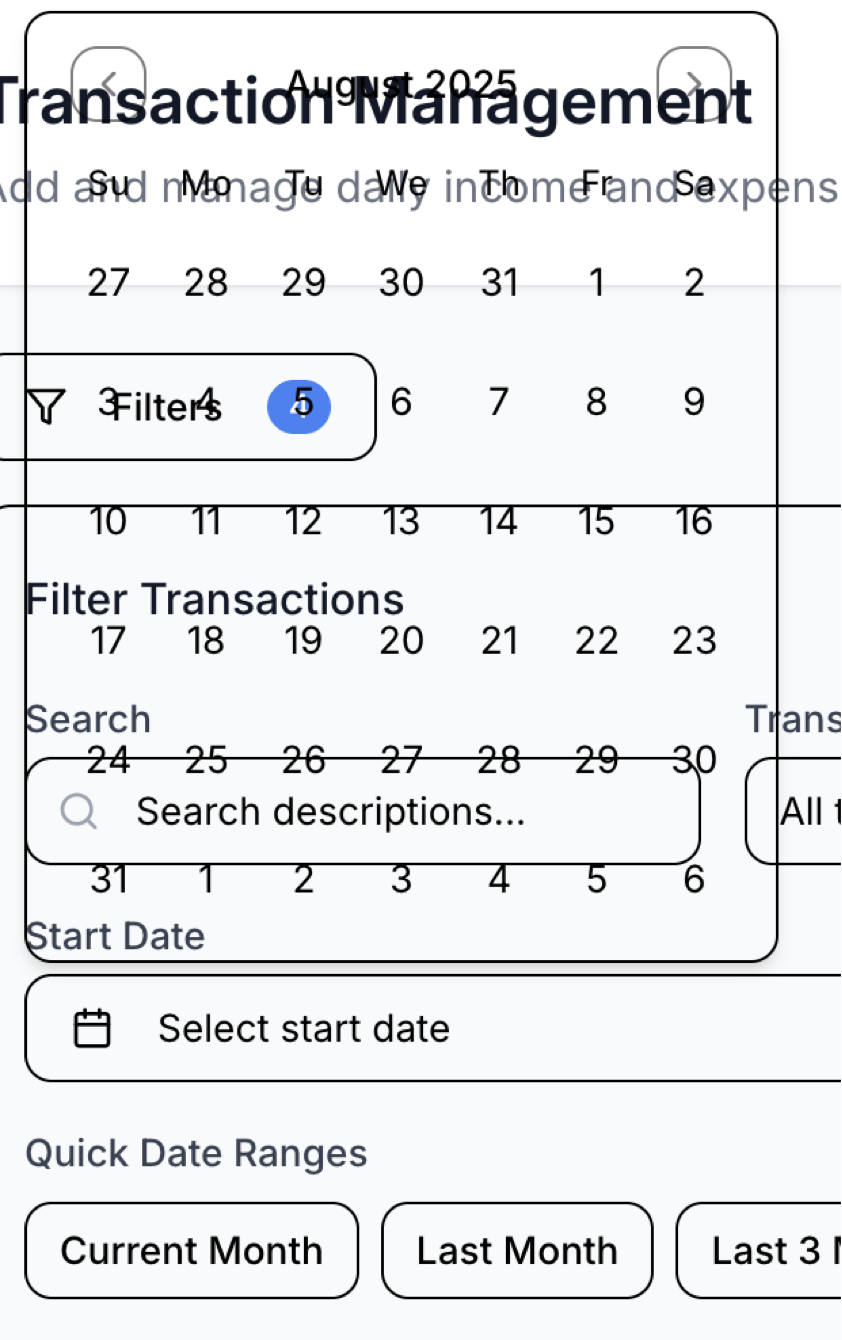 August 2025
Transaction Management
Su Mo Tu We Th Fr Sa
Add and manage daily income and expens
27 28 29 30 31 1 2
3 4 5 6 7 8 9
Filters 4
10 11 12 13 14 15 16
Filter Transactions
17 18 19 20 21 22 23
Search Trans
24 25 26 27 28 29 30
Search descriptions... All t
31 1 2 3 4 5 6
Start Date
Select start date
Quick Date Ranges
Current Month Last Month Last 3 M